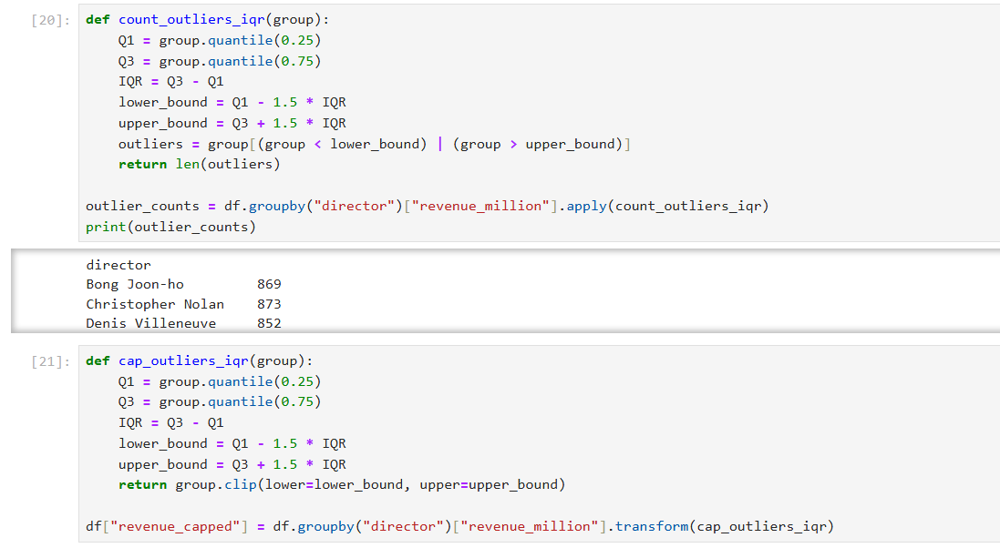 [20]: def count_outliers_iqr(group):
    Q1 = group.quantile(0.25)
    Q3 = group.quantile(0.75)
    IQR = Q3 - Q1
    lower_bound = Q1 - 1.5 * IQR
    upper_bound = Q3 + 1.5 * IQR
    outliers = group[(group < lower_bound) | (group > upper_bound)]
    return len(outliers)

outlier_counts = df.groupby("director")["revenue_million"].apply(count_outliers_iqr)
print(outlier_counts)
director
Bong Joon-ho         869
Christopher Nolan    873
Denis Villeneuve     852
[21]: def cap_outliers_iqr(group):
    Q1 = group.quantile(0.25)
    Q3 = group.quantile(0.75)
    IQR = Q3 - Q1
    lower_bound = Q1 - 1.5 * IQR
    upper_bound = Q3 + 1.5 * IQR
    return group.clip(lower=lower_bound, upper=upper_bound)

df["revenue_capped"] = df.groupby("director")["revenue_million"].transform(cap_outliers_iqr)